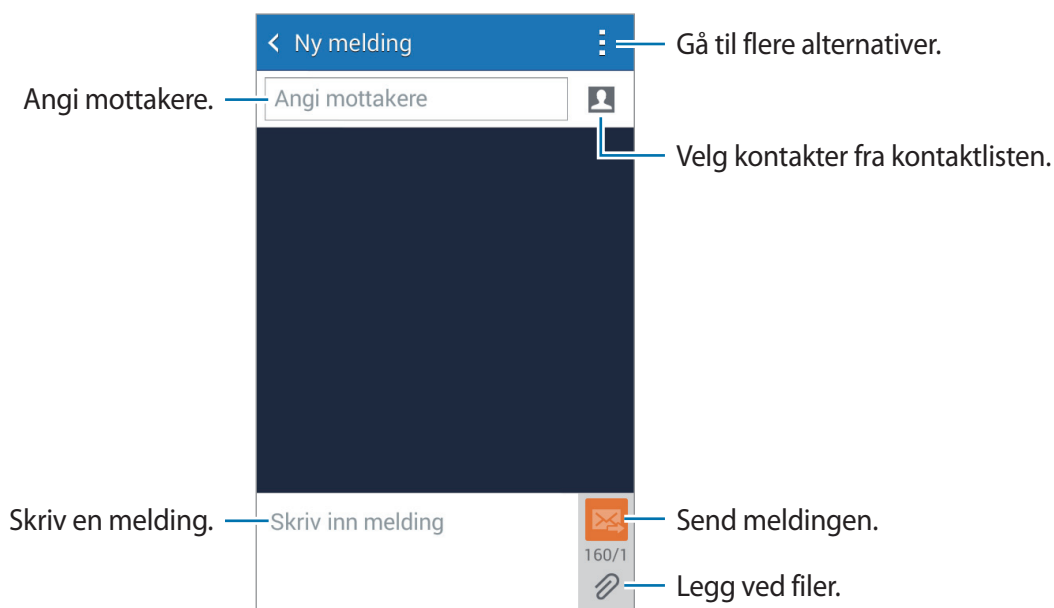 Ny melding
Gå til flere alternativer.
Angi mottakere.
Angi mottakere
Velg kontakter fra kontaktlisten.
Skriv en melding.
Skriv inn melding
Send meldingen.
160/1
Legg ved filer.